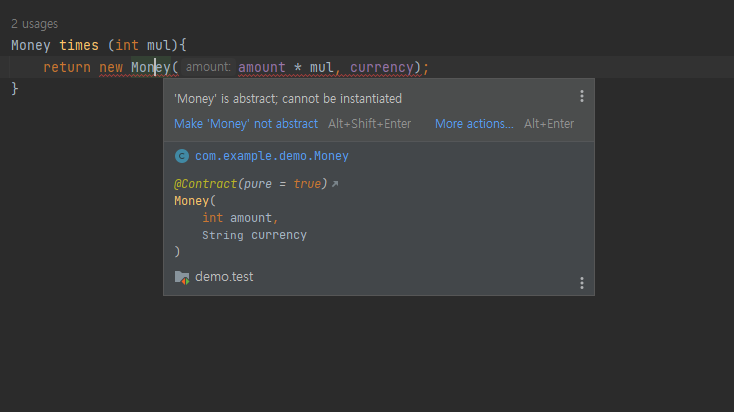 2 usages
Money times (int mul){
return new Money( amount: amount * mul, currency);
}
'Money' is abstract; cannot be instantiated
Make 'Money' not abstract Alt+Shift+Enter More actions... Alt+Enter
C com.example.demo.Money
@Contract(pure = true)
Money(
int amount,
String currency
)
demo.test